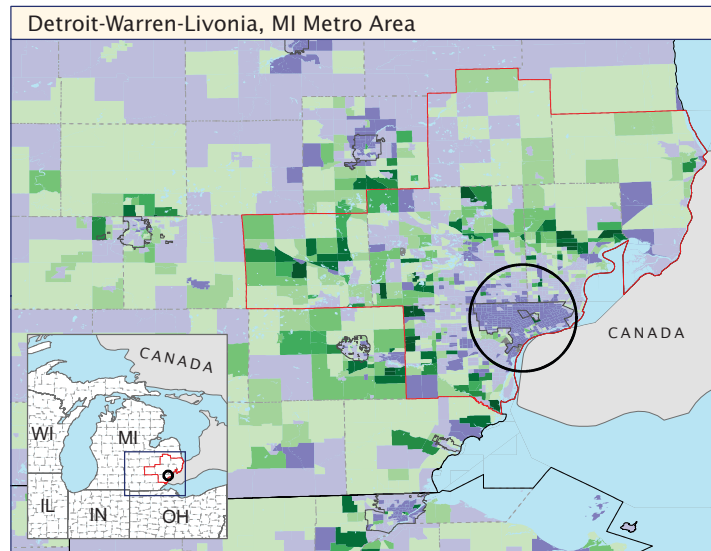 Detroit-Warren-Livonia, MI Metro Area
CANADA
CANADA
WI
MI
IL
IN
OH